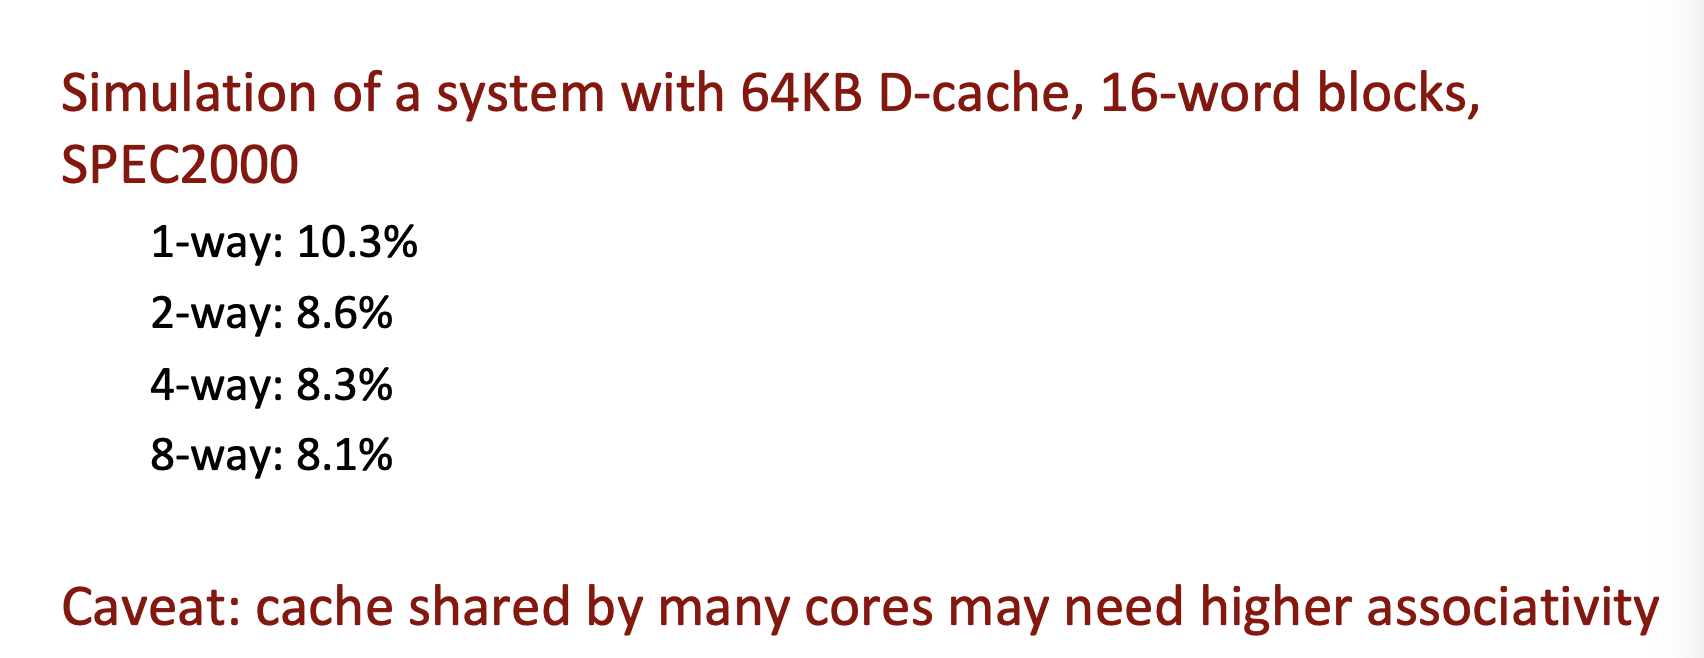 Simulation of a system with 64KB D-cache, 16-word blocks,
SPEC2000
1-way: 10.3%
2-way: 8.6%
4-way: 8.3%
8-way: 8.1%
Caveat: cache shared by many cores may need higher associativity